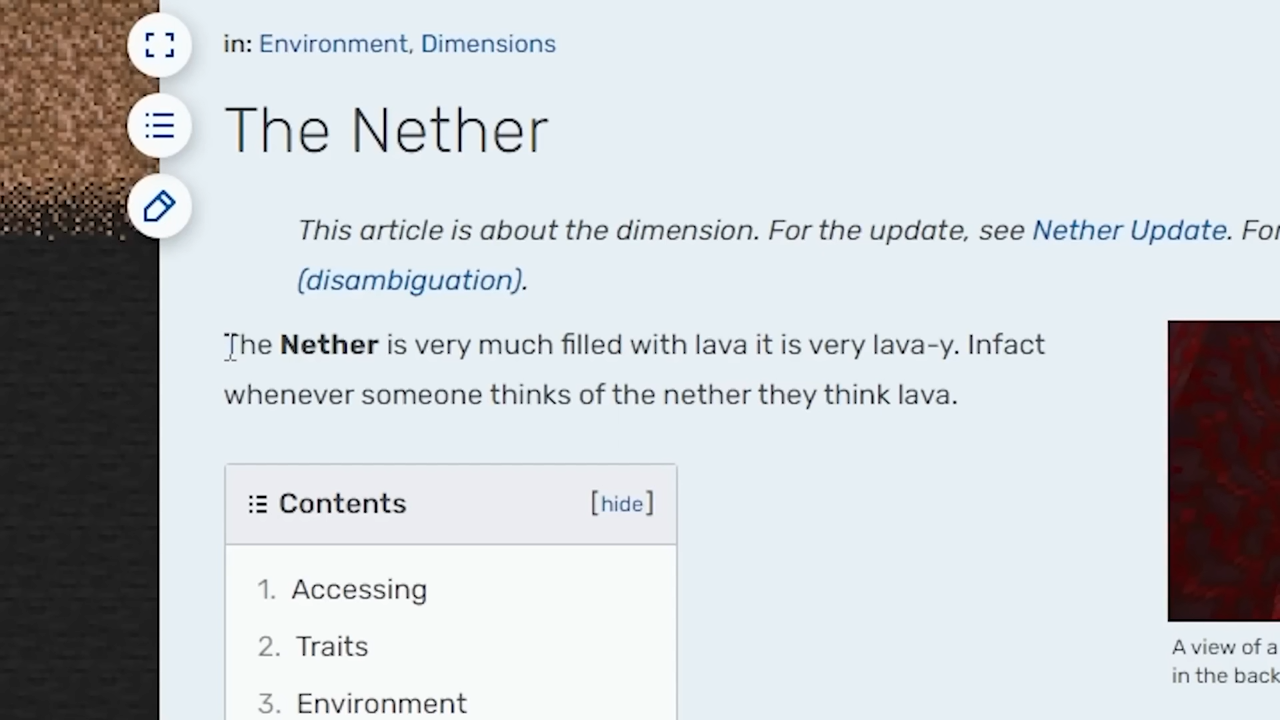 in: Environment, Dimensions
The Nether
This article is about the dimension. For the update, see Nether Update. For
(disambiguation).
The Nether is very much filled with lava it is very lava-y. Infact
whenever someone thinks of the nether they think lava.
Contents [hide]
1. Accessing
2. Traits
3. Environment
A view of a
in the back